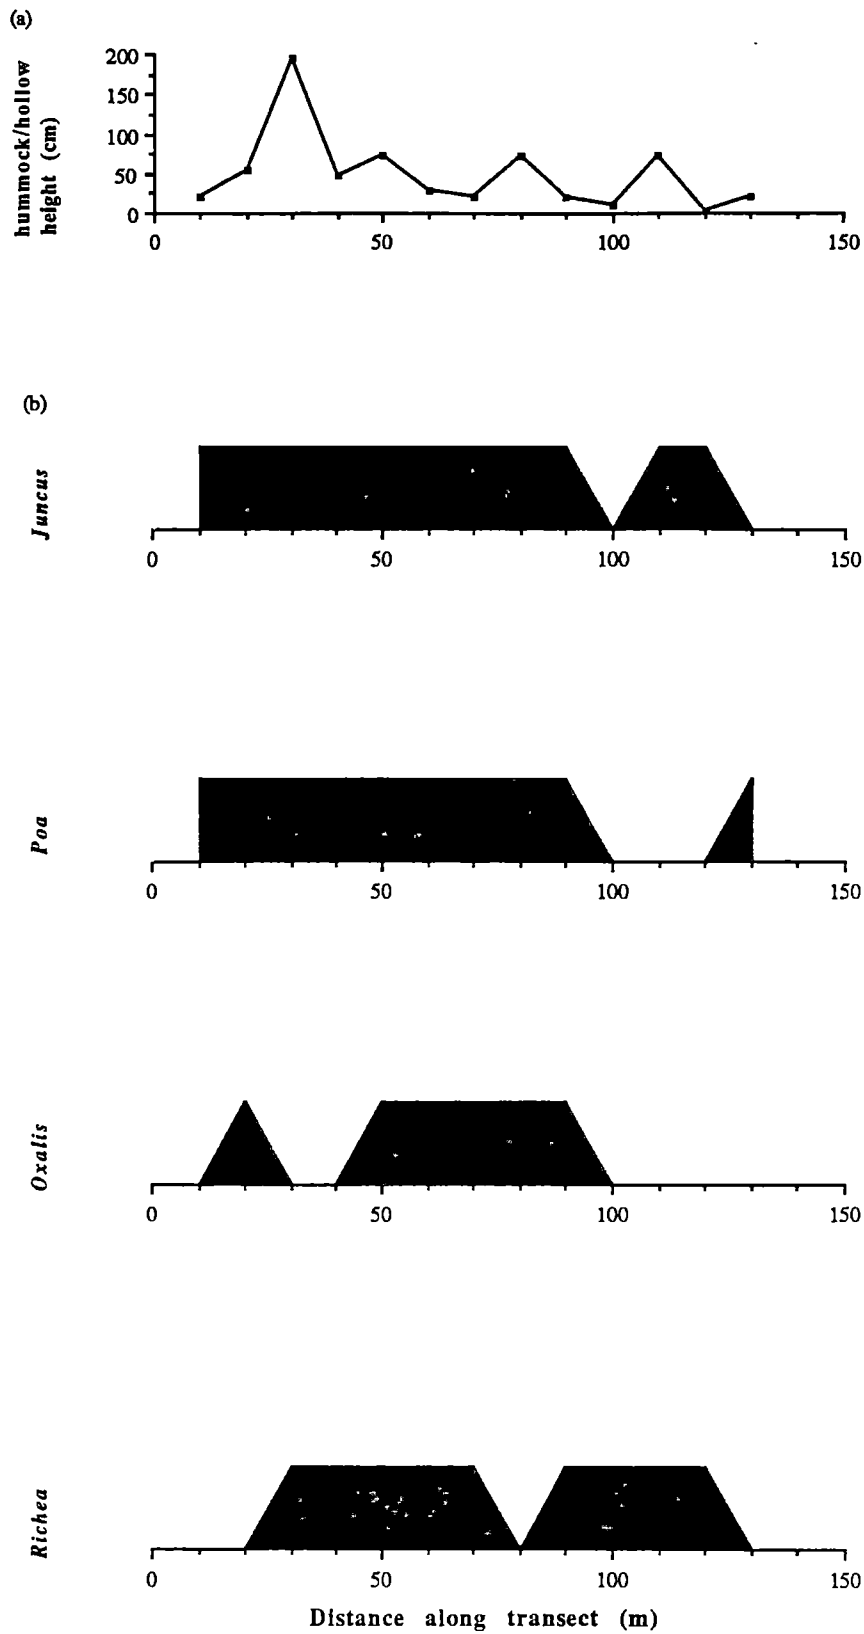 (a)
hummock/hollow
height (cm)
200
150
100
50
0
0 50 100 150
(b)
Juncus
0 50 100 150
Poa
0 50 100 150
Oxalis
0 50 100 150
Richea
0 50 100 150
Distance along transect (m)